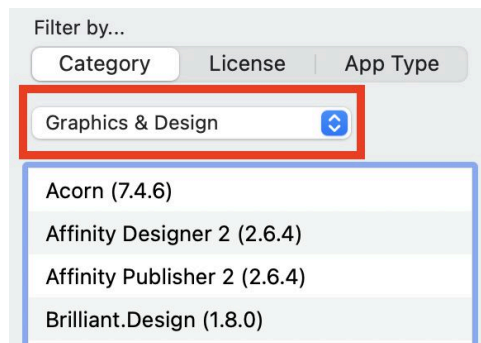 Filter by...
Category License App Type
Graphics & Design
Acorn (7.4.6)
Affinity Designer 2 (2.6.4)
Affinity Publisher 2 (2.6.4)
Brilliant.Design (1.8.0)